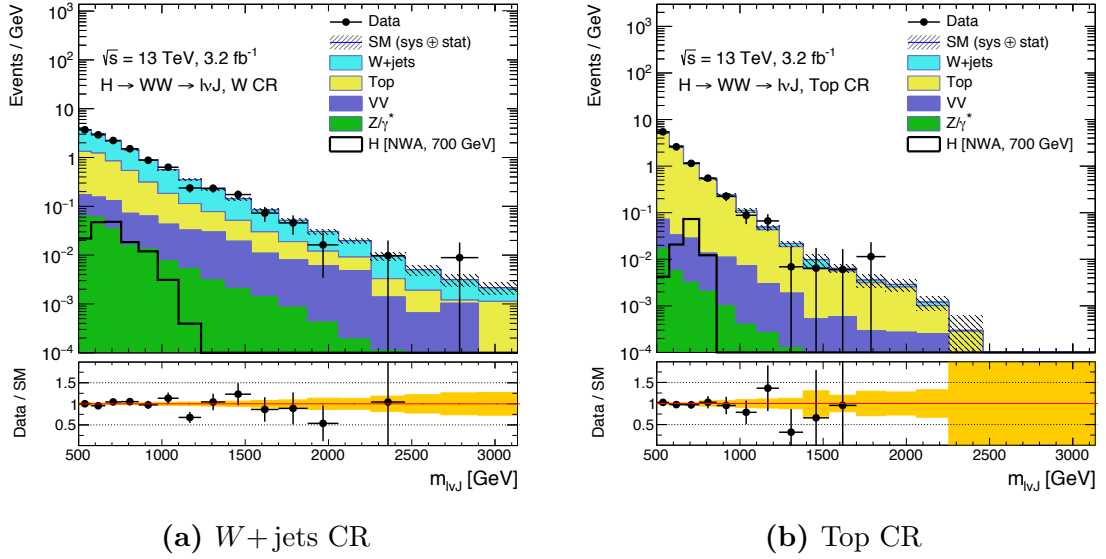 Events / GeV
10³
10²
10
1
10⁻¹
10⁻²
10⁻³
10⁻⁴
√s = 13 TeV, 3.2 fb⁻¹
H → WW → lνJ, W CR
Data
SM (sys ⊕ stat)
W+jets
Top
VV
Z/γ*
H [NWA, 700 GeV]
Data / SM
1.5
1
0.5
500 1000 1500 2000 2500 3000
m_lνJ [GeV]
(a) W+jets CR
Events / GeV
10³
10²
10
1
10⁻¹
10⁻²
10⁻³
10⁻⁴
√s = 13 TeV, 3.2 fb⁻¹
H → WW → lνJ, Top CR
Data
SM (sys ⊕ stat)
W+jets
Top
VV
Z/γ*
H [NWA, 700 GeV]
Data / SM
1.5
1
0.5
500 1000 1500 2000 2500 3000
m_lνJ [GeV]
(b) Top CR